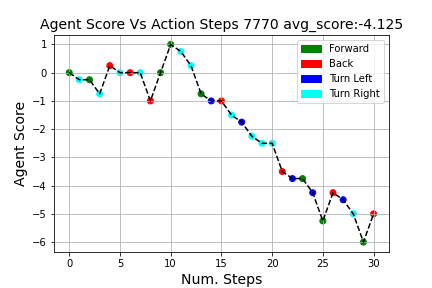 Agent Score Vs Action Steps 7770 avg_score:-4.125
Forward
Back
Turn Left
Turn Right
Agent Score
1
0
−1
−2
−3
−4
−5
−6
0 5 10 15 20 25 30
Num. Steps